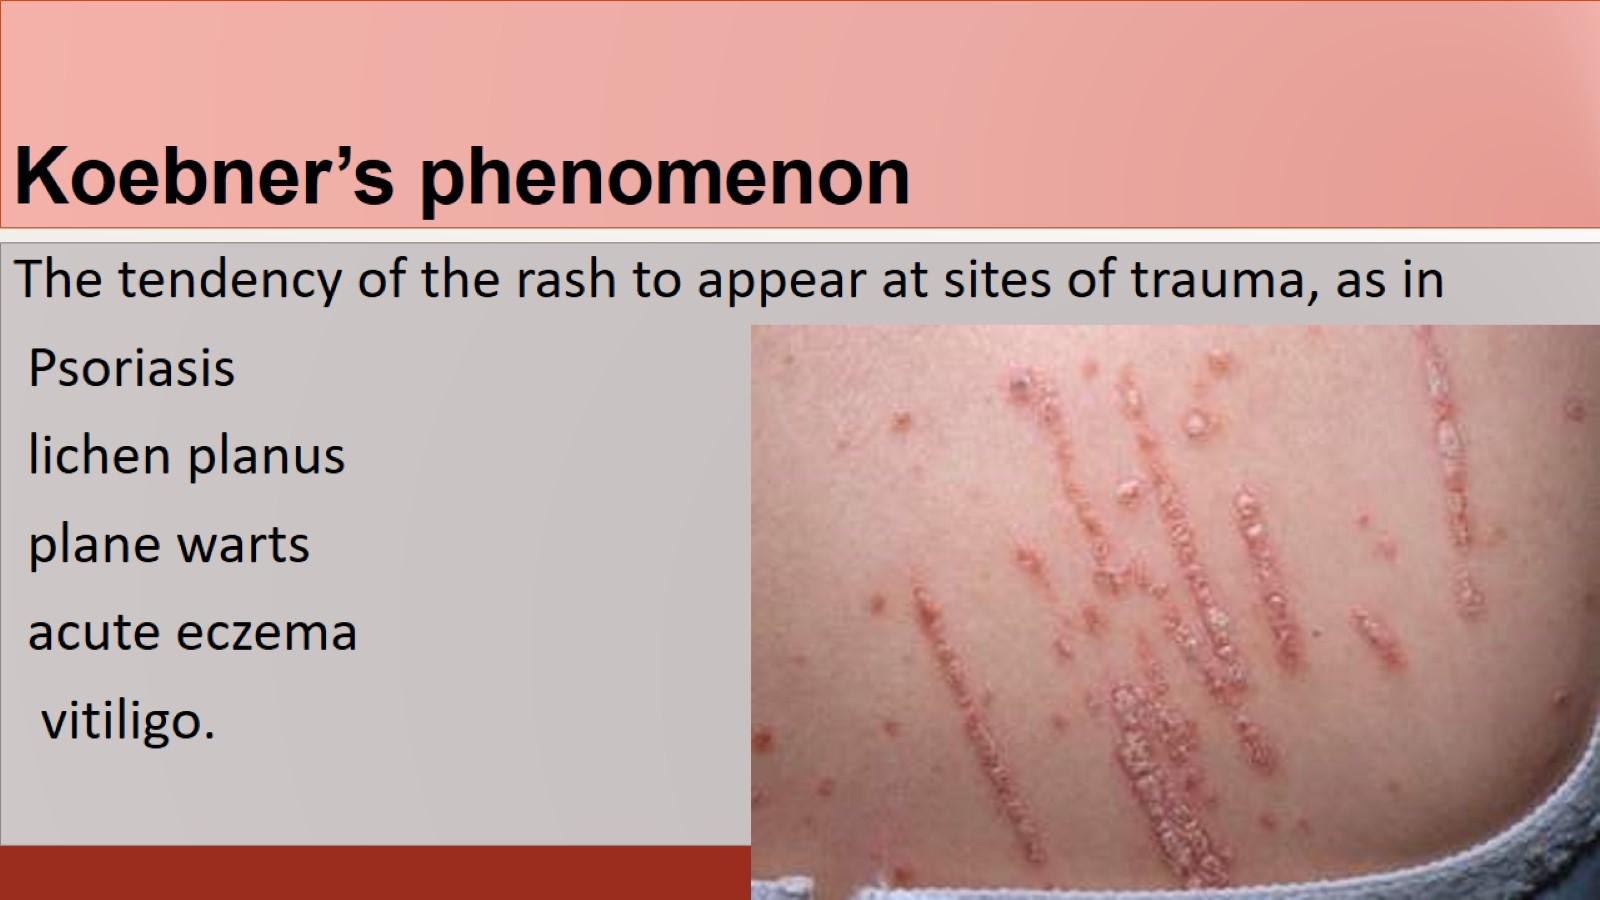 Koebner’s phenomenon
The tendency of the rash to appear at sites of trauma, as in
Psoriasis
lichen planus
plane warts
acute eczema
vitiligo.